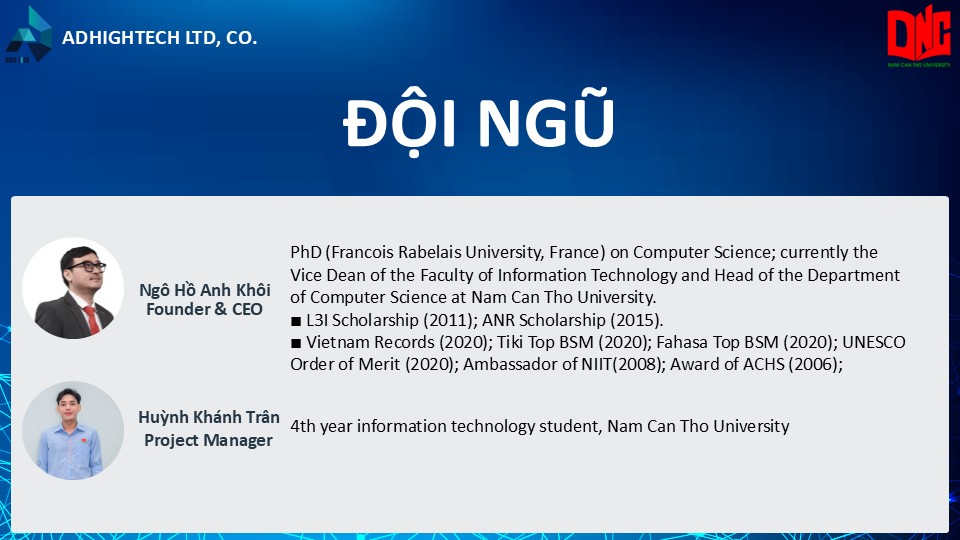 ADHIGHTECH LTD, CO.
DNC
NAM CAN THO UNIVERSITY
ĐỘI NGŨ
Ngô Hồ Anh Khôi
Founder & CEO
PhD (Francois Rabelais University, France) on Computer Science; currently the
Vice Dean of the Faculty of Information Technology and Head of the Department
of Computer Science at Nam Can Tho University.
■ L3I Scholarship (2011); ANR Scholarship (2015).
■ Vietnam Records (2020); Tiki Top BSM (2020); Fahasa Top BSM (2020); UNESCO
Order of Merit (2020); Ambassador of NIIT(2008); Award of ACHS (2006);
Huỳnh Khánh Trân
Project Manager
4th year information technology student, Nam Can Tho University